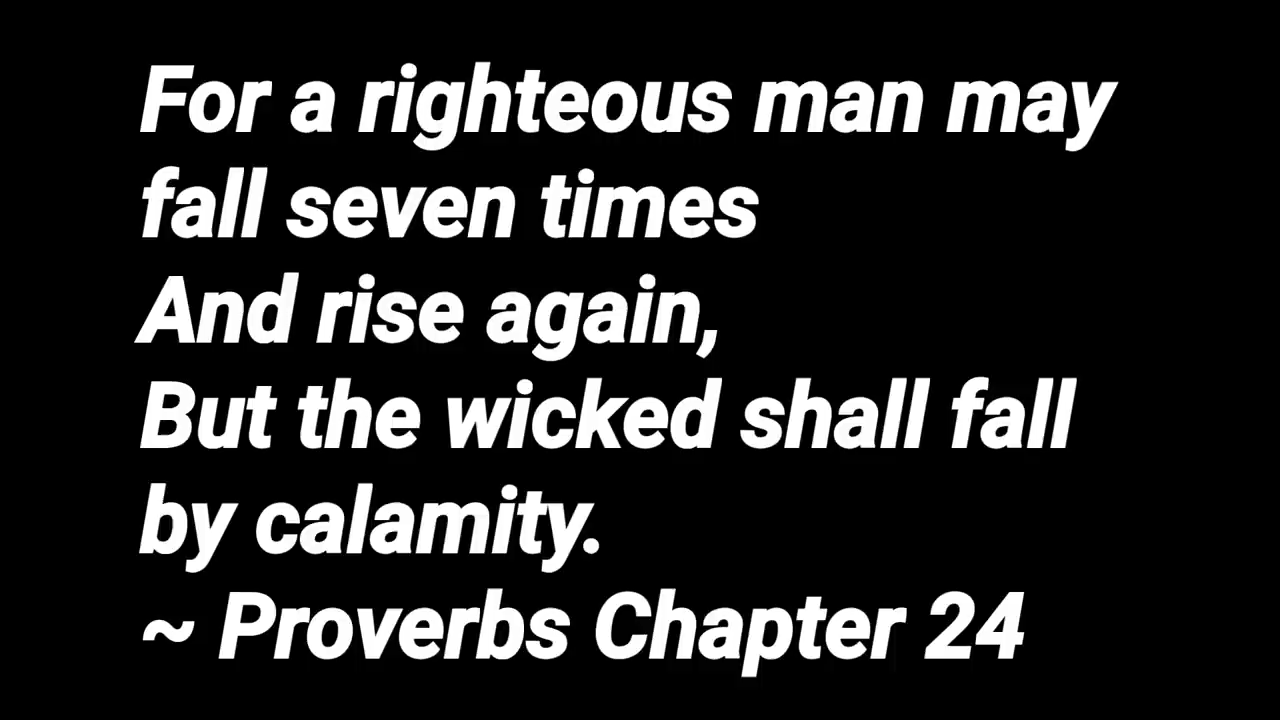 For a righteous man may
fall seven times
And rise again,
But the wicked shall fall
by calamity.
~ Proverbs Chapter 24